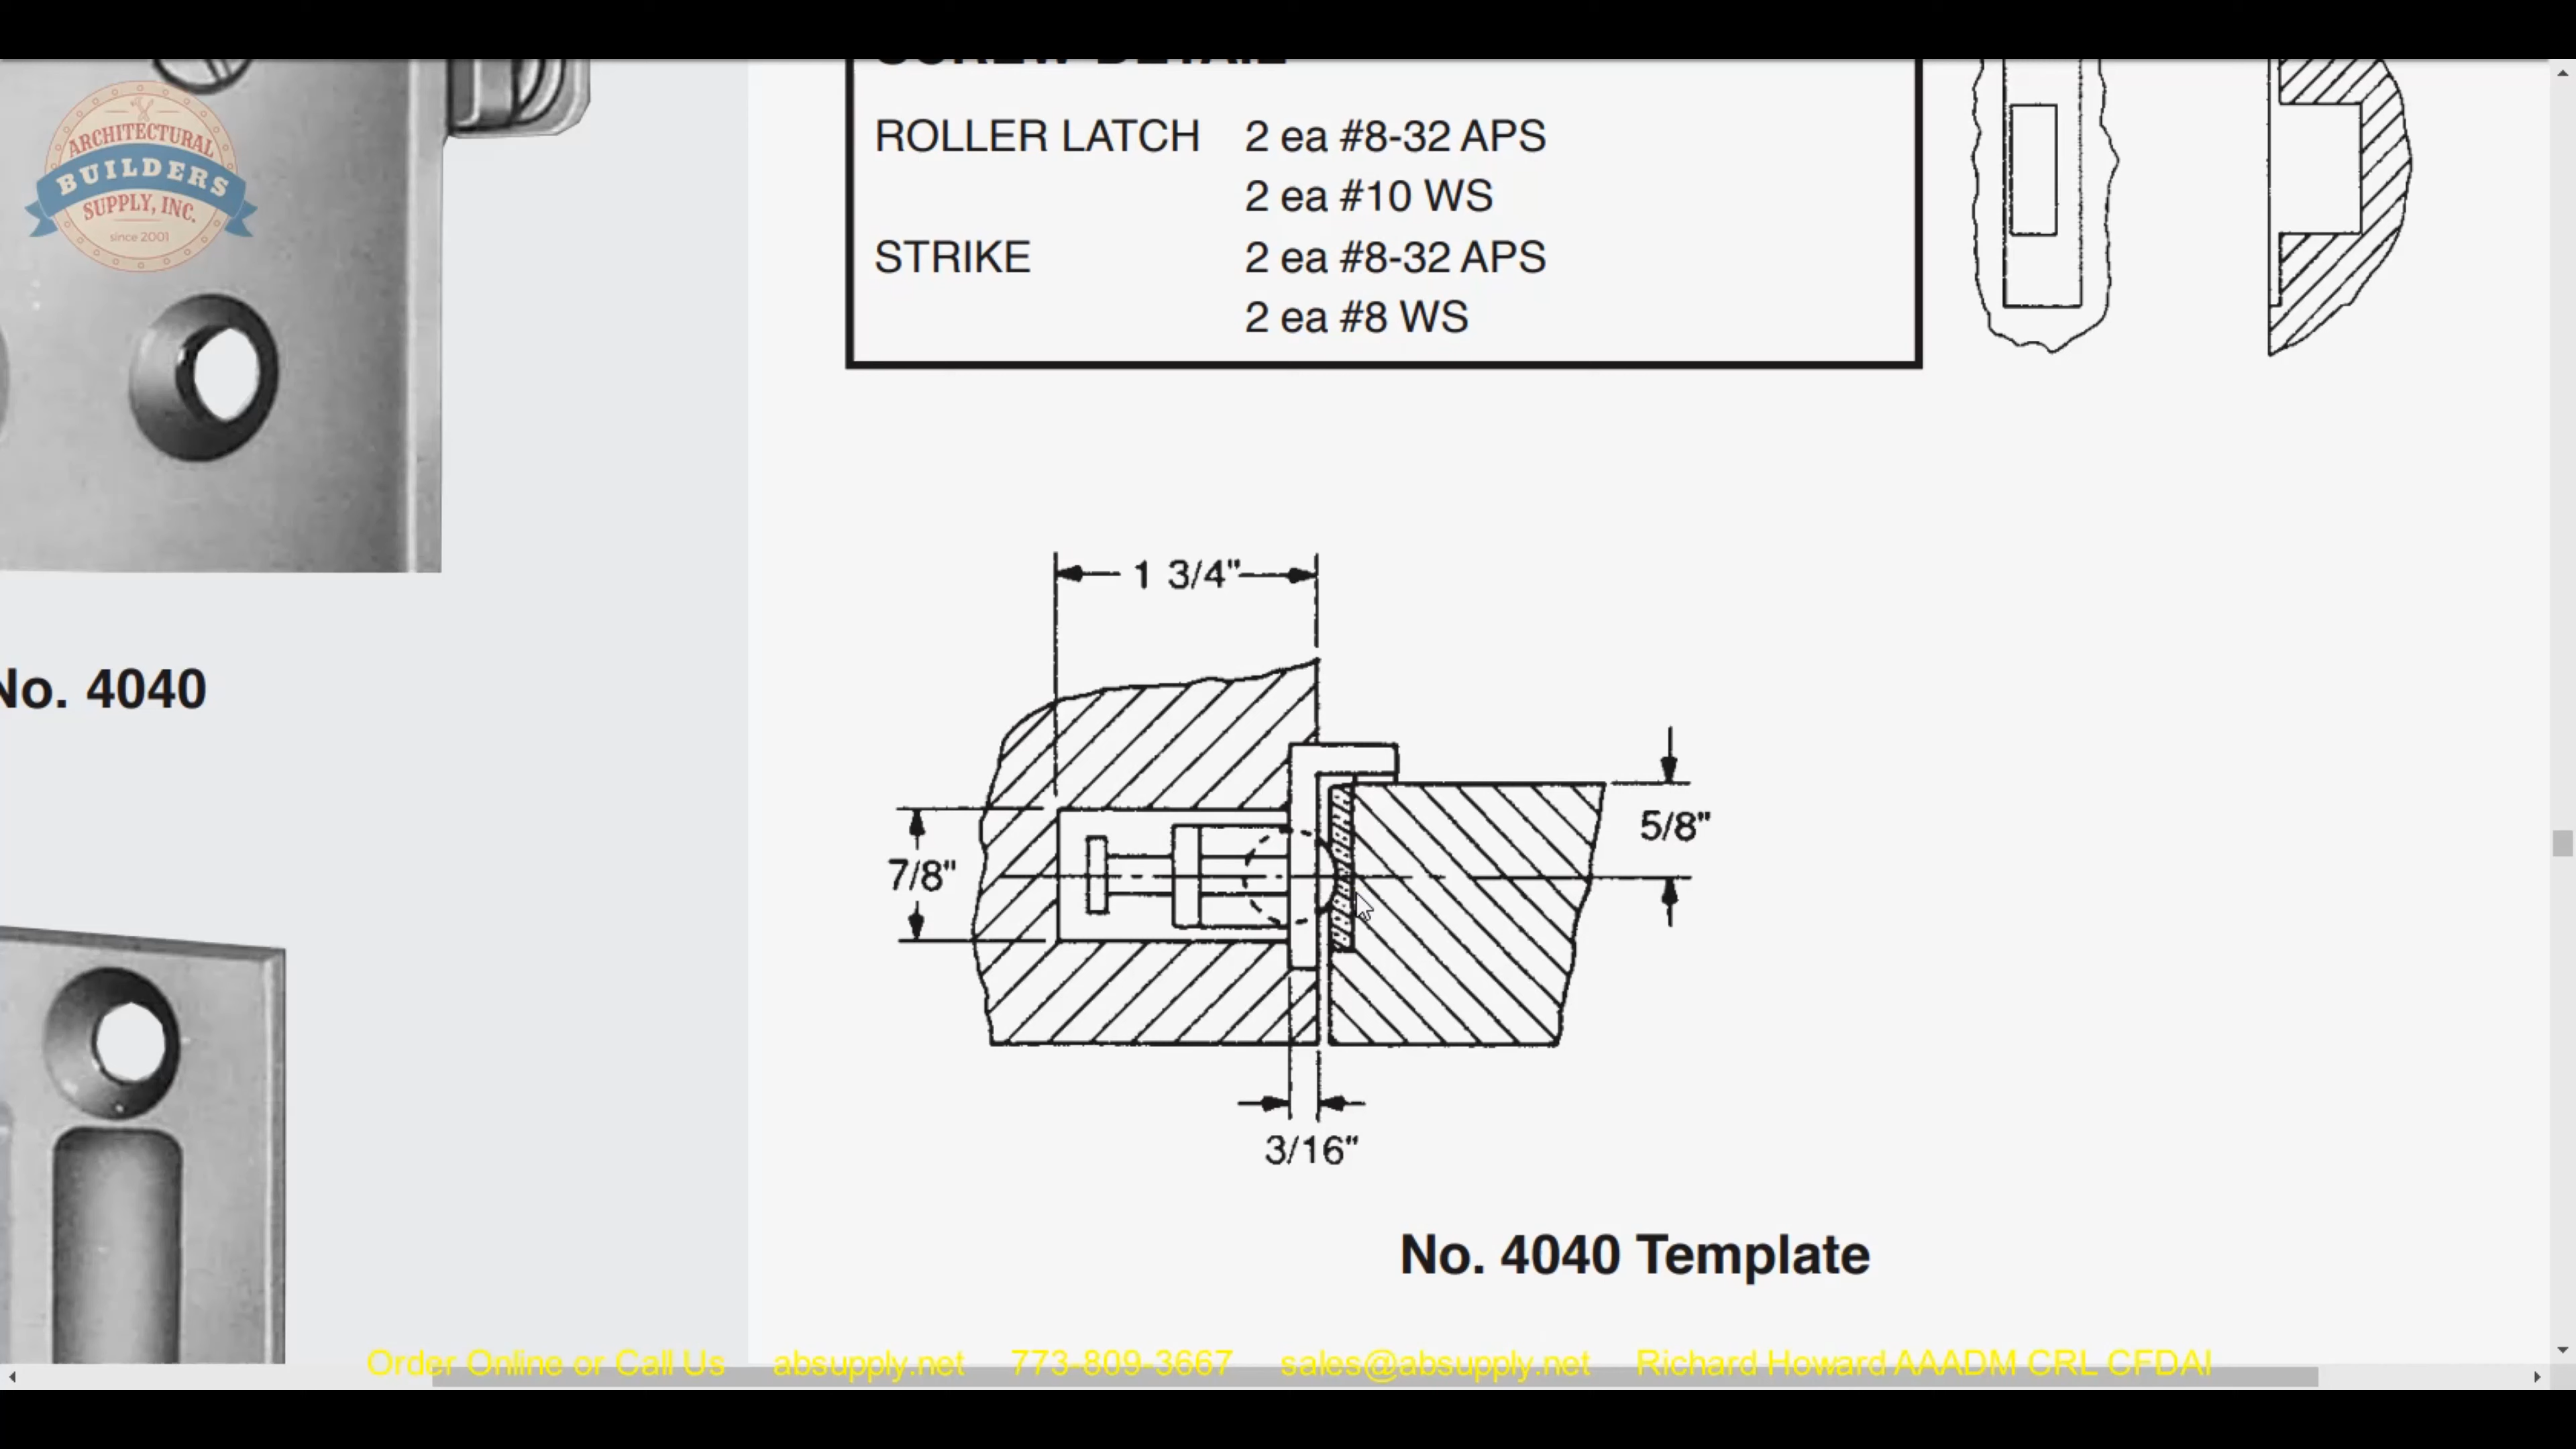 SCREW DETAIL
ROLLER LATCH 2 ea #8-32 APS
2 ea #10 WS
STRIKE 2 ea #8-32 APS
2 ea #8 WS
ARCHITECTURAL
BUILDERS
SUPPLY, INC.
since 2001
1 3/4"
5/8"
7/8"
3/16"
No. 4040
No. 4040 Template
Order Online or Call Us absupply.net 773-809-3667 sales@absupply.net Richard Howard AAADM CRL CFDAI